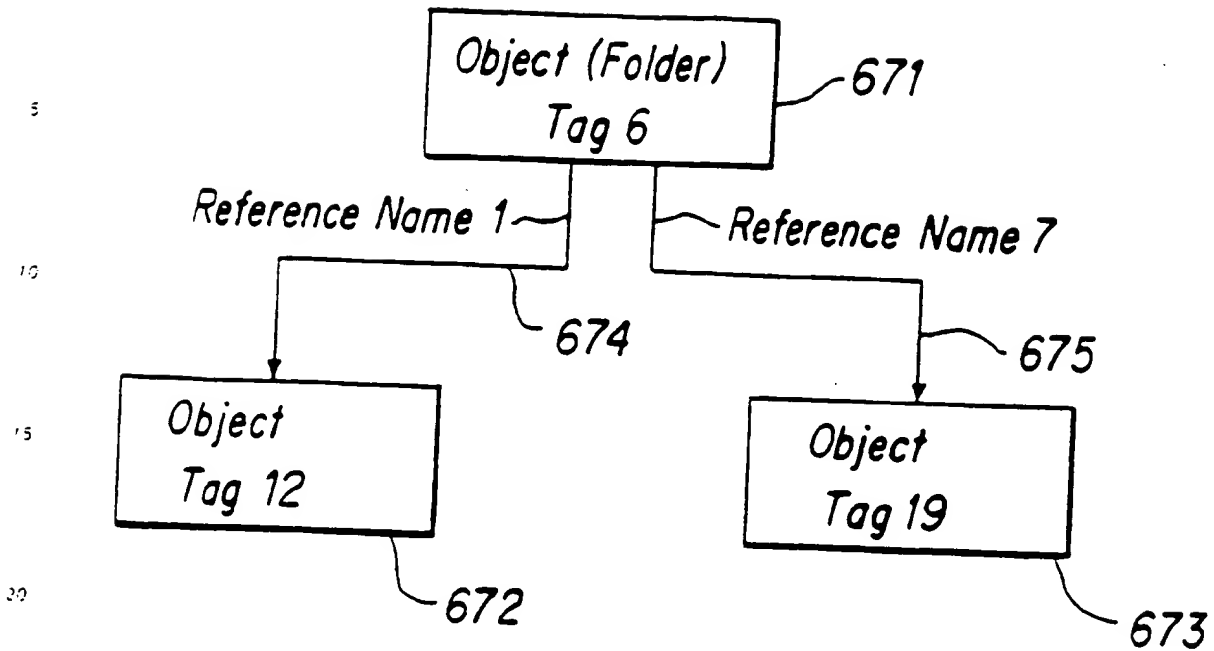 Object (Folder)
Tag 6
671
5
Reference Name 1
Reference Name 7
10
674
675
Object
Tag 12
15
Object
Tag 19
672
673
20